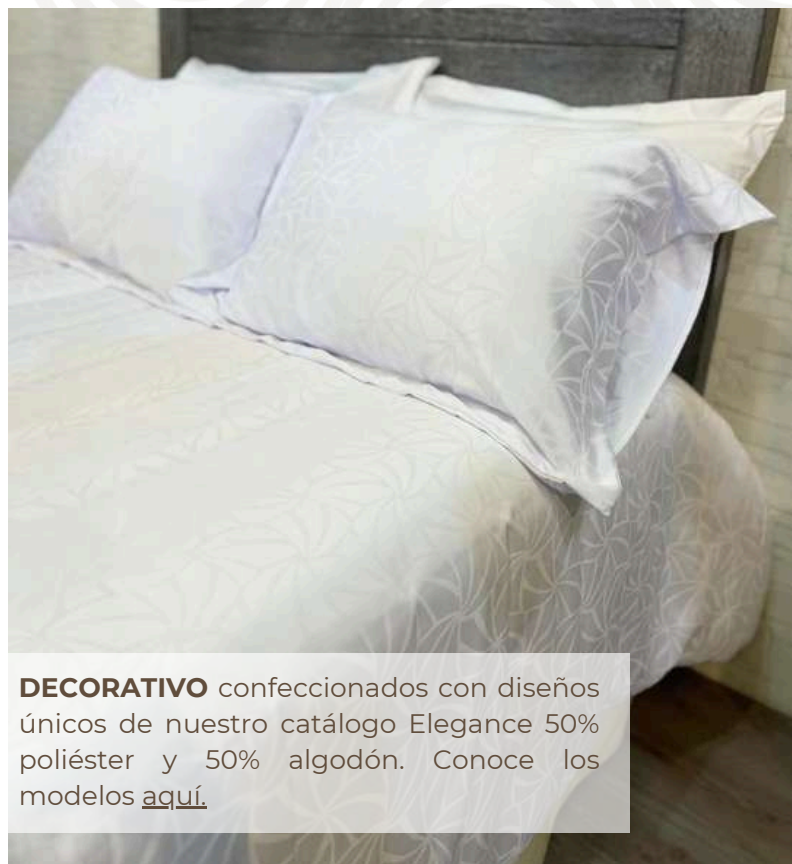 DECORATIVO confeccionados con diseños
únicos de nuestro catálogo Elegance 50%
poliéster y 50% algodón. Conoce los
modelos aquí.